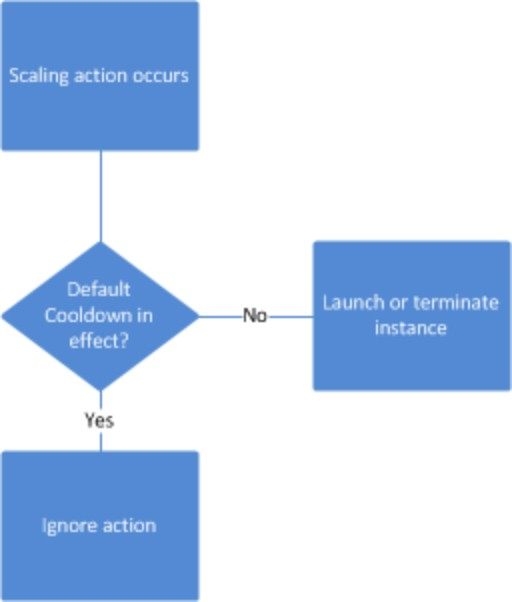 Scaling action occurs
Default
Cooldown in
effect?
No
Launch or terminate
instance
Yes
Ignore action